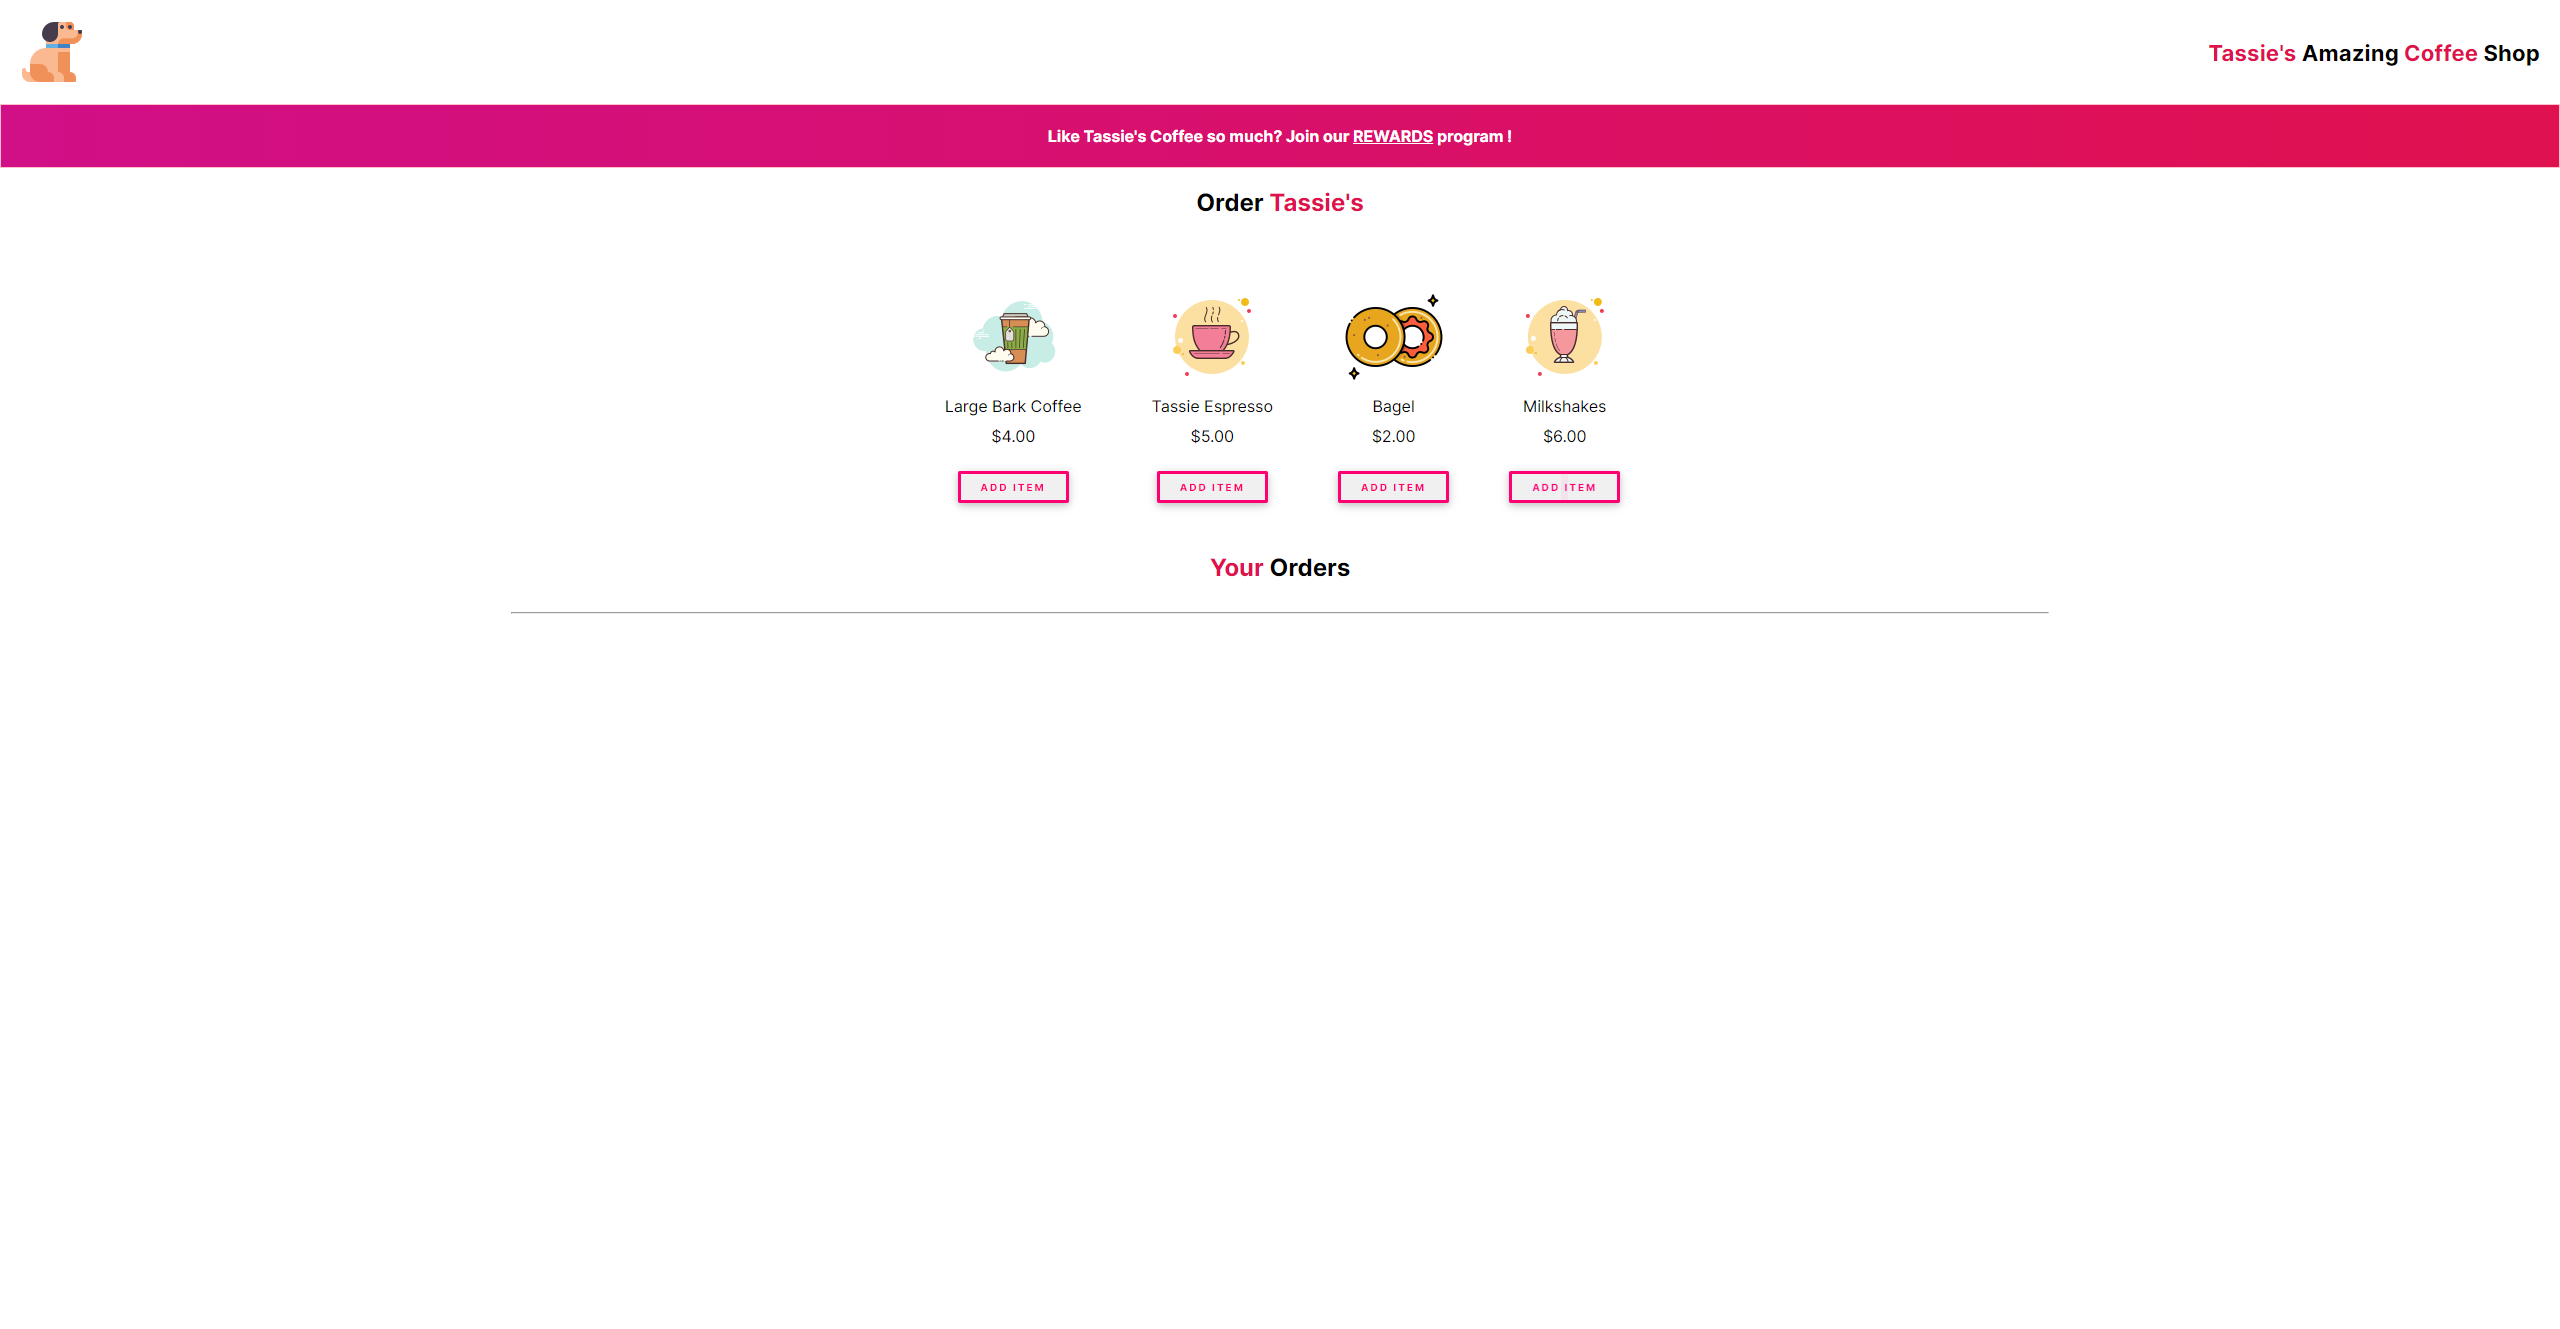 Tassie's Amazing Coffee Shop
Like Tassie's Coffee so much? Join our REWARDS program !
Order Tassie's
Large Bark Coffee
$4.00
ADD ITEM
Tassie Espresso
$5.00
ADD ITEM
Bagel
$2.00
ADD ITEM
Milkshakes
$6.00
ADD ITEM
Your Orders